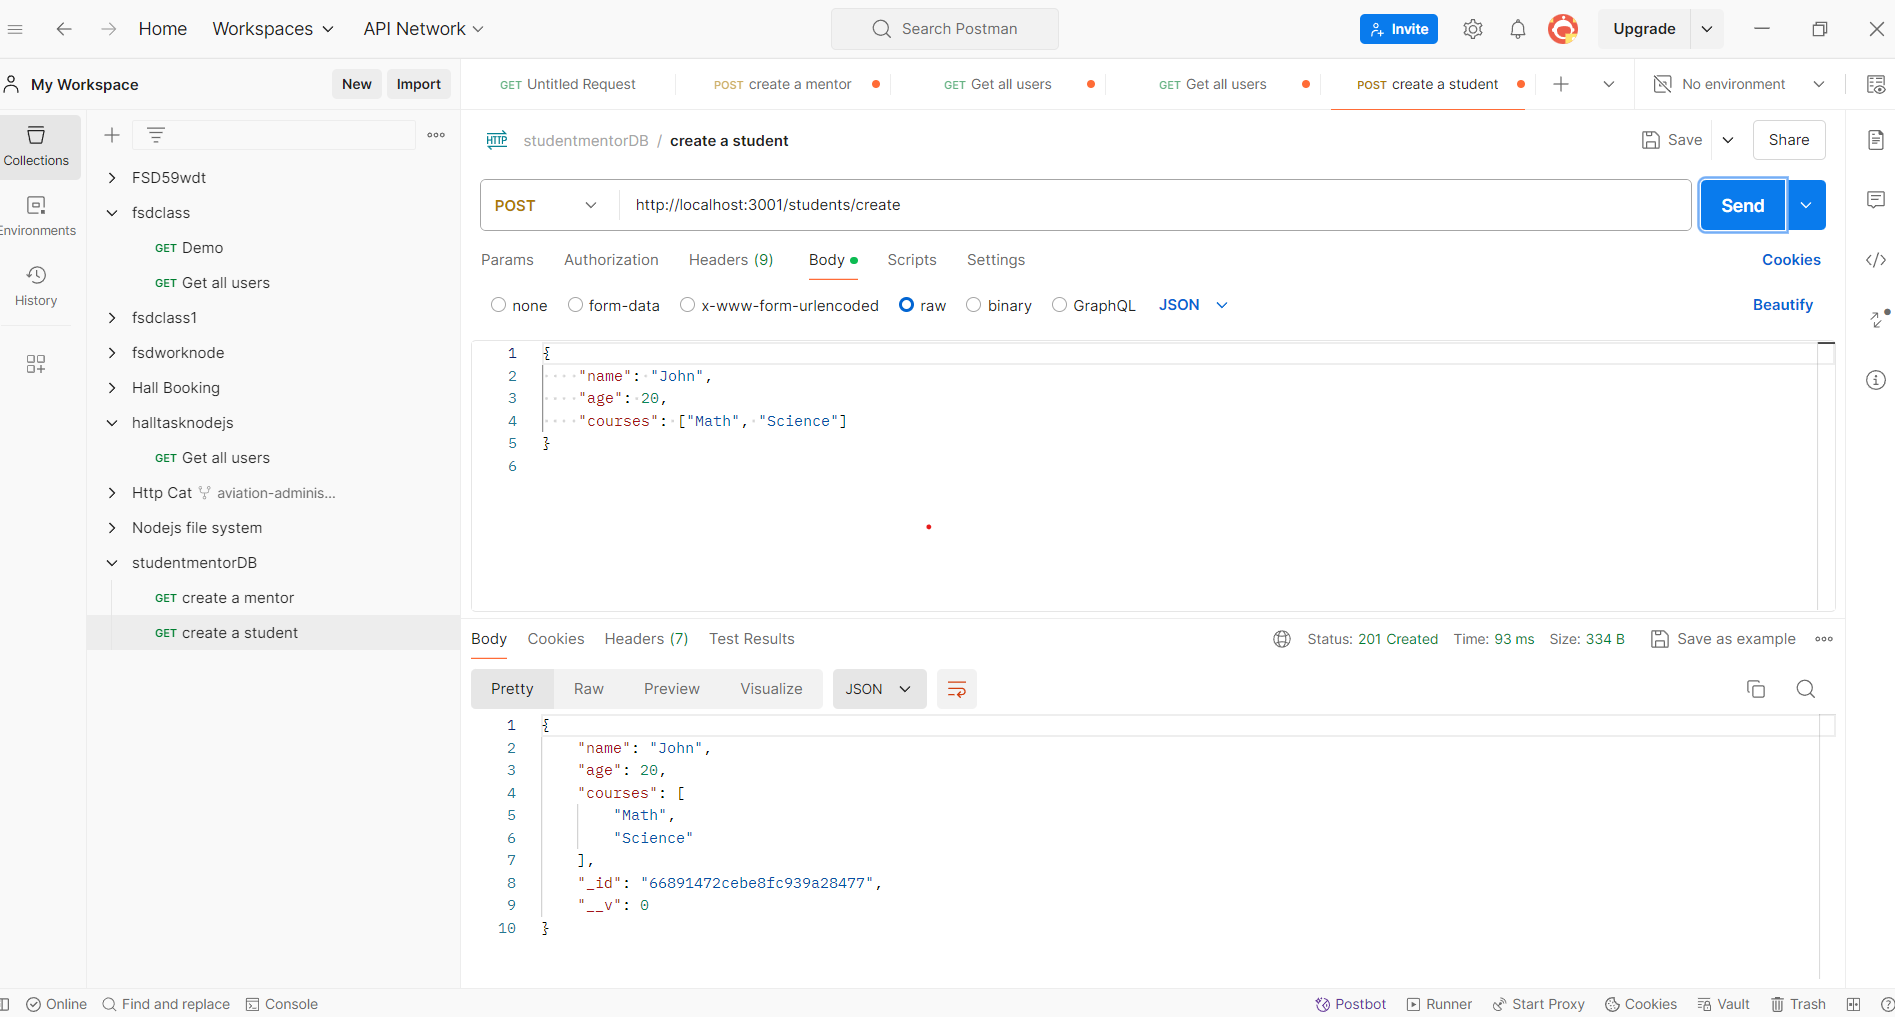 Home Workspaces API Network Search Postman Invite Upgrade
My Workspace New Import GET Untitled Request POST create a mentor GET Get all users GET Get all users POST create a student No environment
Collections
Environments
History
FSD59wdt
fsdclass
GET Demo
GET Get all users
fsdclass1
fsdworknode
Hall Booking
halltasknodejs
GET Get all users
Http Cat aviation-adminis...
Nodejs file system
studentmentorDB
GET create a mentor
GET create a student
HTTP studentmentorDB / create a student Save Share
POST http://localhost:3001/students/create Send
Params Authorization Headers (9) Body Scripts Settings Cookies
none form-data x-www-form-urlencoded raw binary GraphQL JSON Beautify
1 {
2 "name": "John",
3 "age": 20,
4 "courses": ["Math", "Science"]
5 }
6
Body Cookies Headers (7) Test Results Status: 201 Created Time: 93 ms Size: 334 B Save as example
Pretty Raw Preview Visualize JSON
1 {
2 "name": "John",
3 "age": 20,
4 "courses": [
5 "Math",
6 "Science"
7 ],
8 "_id": "66891472cebe8fc939a28477",
9 "__v": 0
10 }
Online Find and replace Console Postbot Runner Start Proxy Cookies Vault Trash